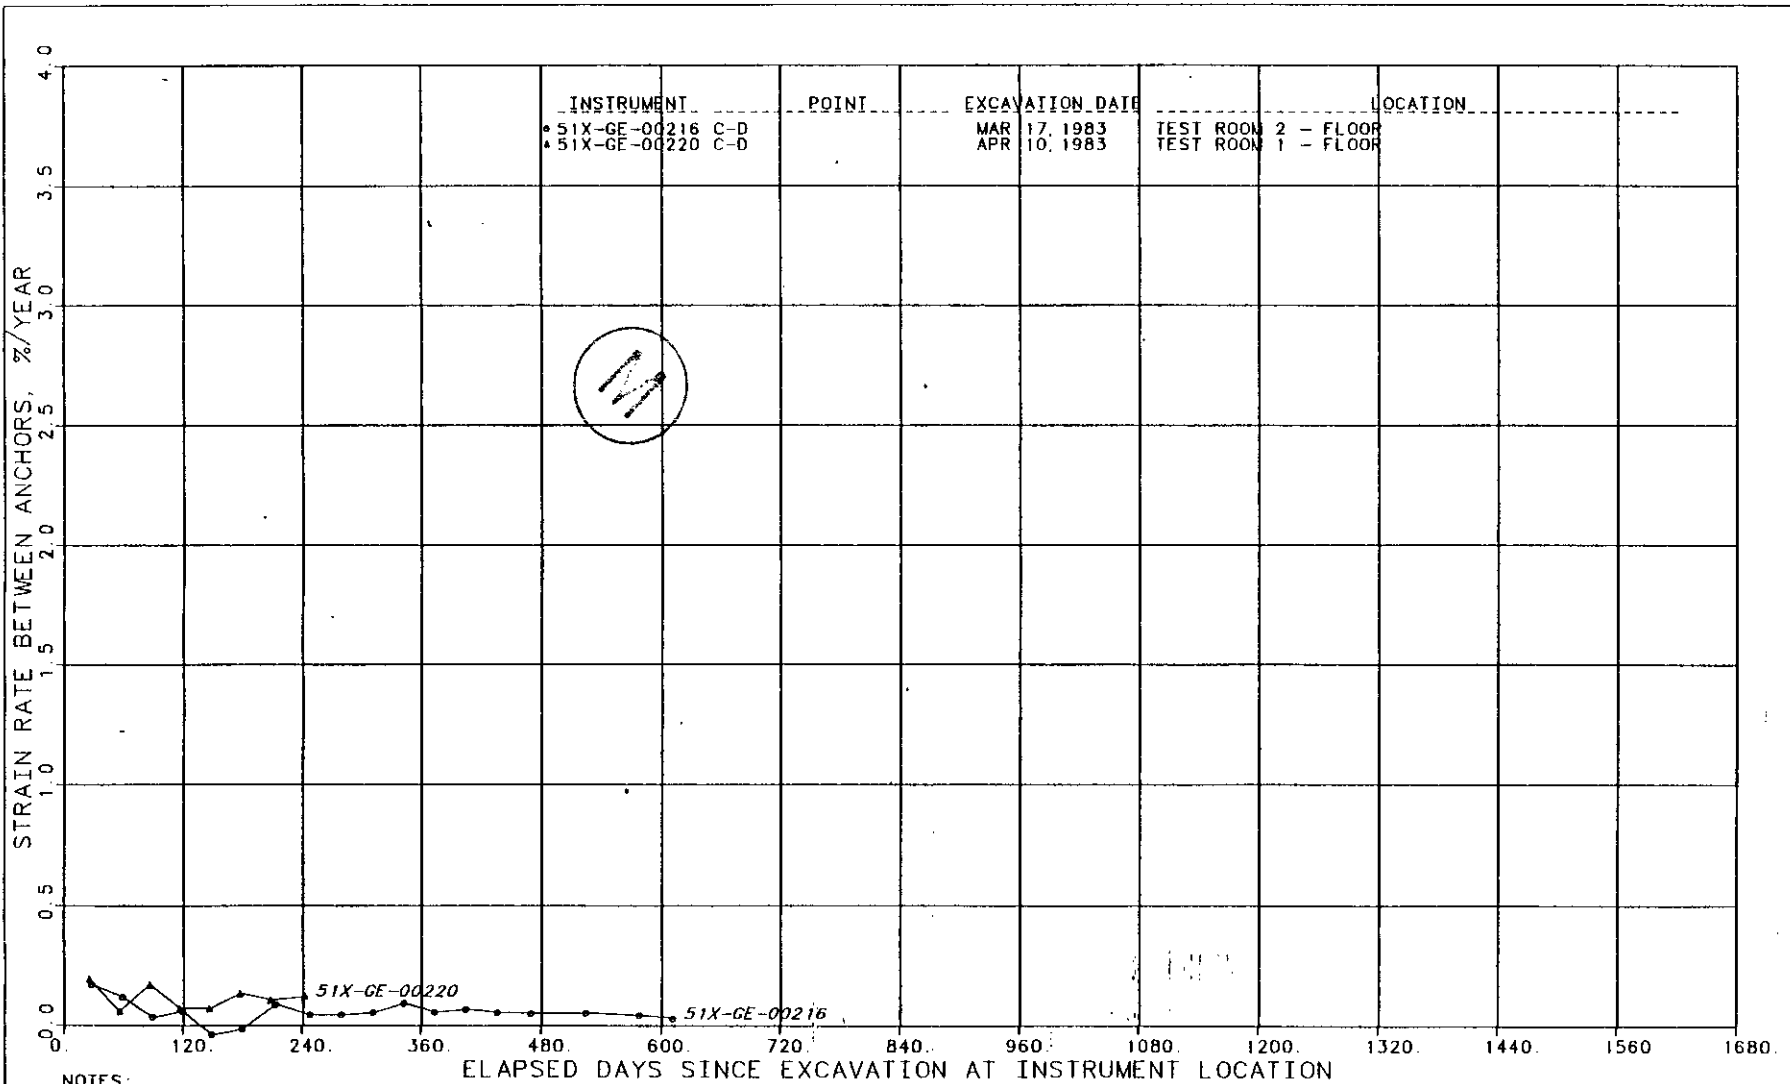 INSTRUMENT POINT EXCAVATION DATE LOCATION
51X-GE-00216 C-D MAR 17, 1983 TEST ROOM 2 - FLOOR
51X-GE-00220 C-D APR 10, 1983 TEST ROOM 1 - FLOOR
STRAIN RATE BETWEEN ANCHORS, %/YEAR
4.0
3.5
3.0
2.5
2.0
1.5
1.0
0.5
0.0
51X-GE-00220
51X-GE-00216
0. 120. 240. 360. 480. 600. 720. 840. 960. 1080. 1200. 1320. 1440. 1560 1680.
ELAPSED DAYS SINCE EXCAVATION AT INSTRUMENT LOCATION
NOTES: